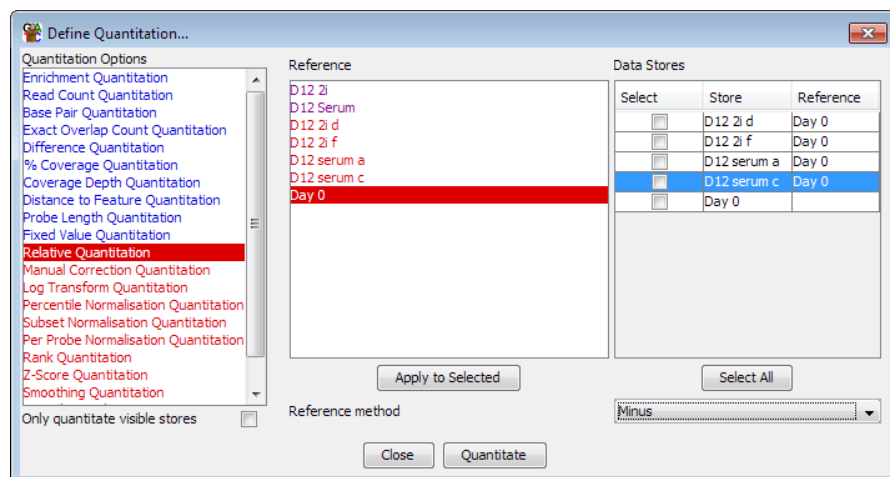 Define Quantitation...
Quantitation Options
Enrichment Quantitation
Read Count Quantitation
Base Pair Quantitation
Exact Overlap Count Quantitation
Difference Quantitation
% Coverage Quantitation
Coverage Depth Quantitation
Distance to Feature Quantitation
Probe Length Quantitation
Fixed Value Quantitation
Relative Quantitation
Manual Correction Quantitation
Log Transform Quantitation
Percentile Normalisation Quantitation
Subset Normalisation Quantitation
Per Probe Normalisation Quantitation
Rank Quantitation
Z-Score Quantitation
Smoothing Quantitation
Only quantitate visible stores
Reference
D12 2i
D12 Serum
D12 2i d
D12 2i f
D12 serum a
D12 serum c
Day 0
Apply to Selected
Data Stores
Select Store Reference
D12 2i d Day 0
D12 2i f Day 0
D12 serum a Day 0
D12 serum c Day 0
Day 0
Select All
Reference method Minus
Close Quantitate